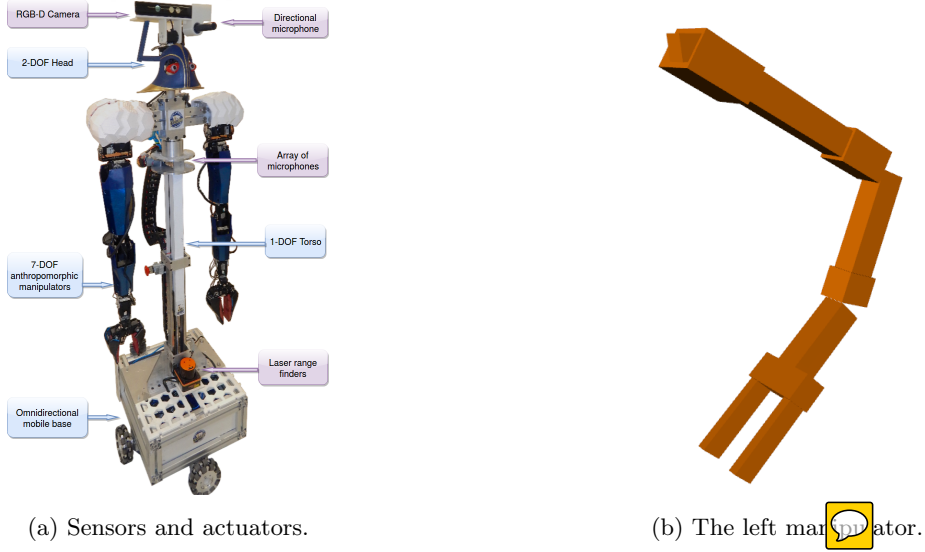 RGB-D Camera
Directional
microphone
2-DOF Head
Array of
microphones
1-DOF Torso
7-DOF
anthropomorphic
manipulators
Laser range
finders
Omnidirectional
mobile base
(a) Sensors and actuators.
(b) The left manipulator.